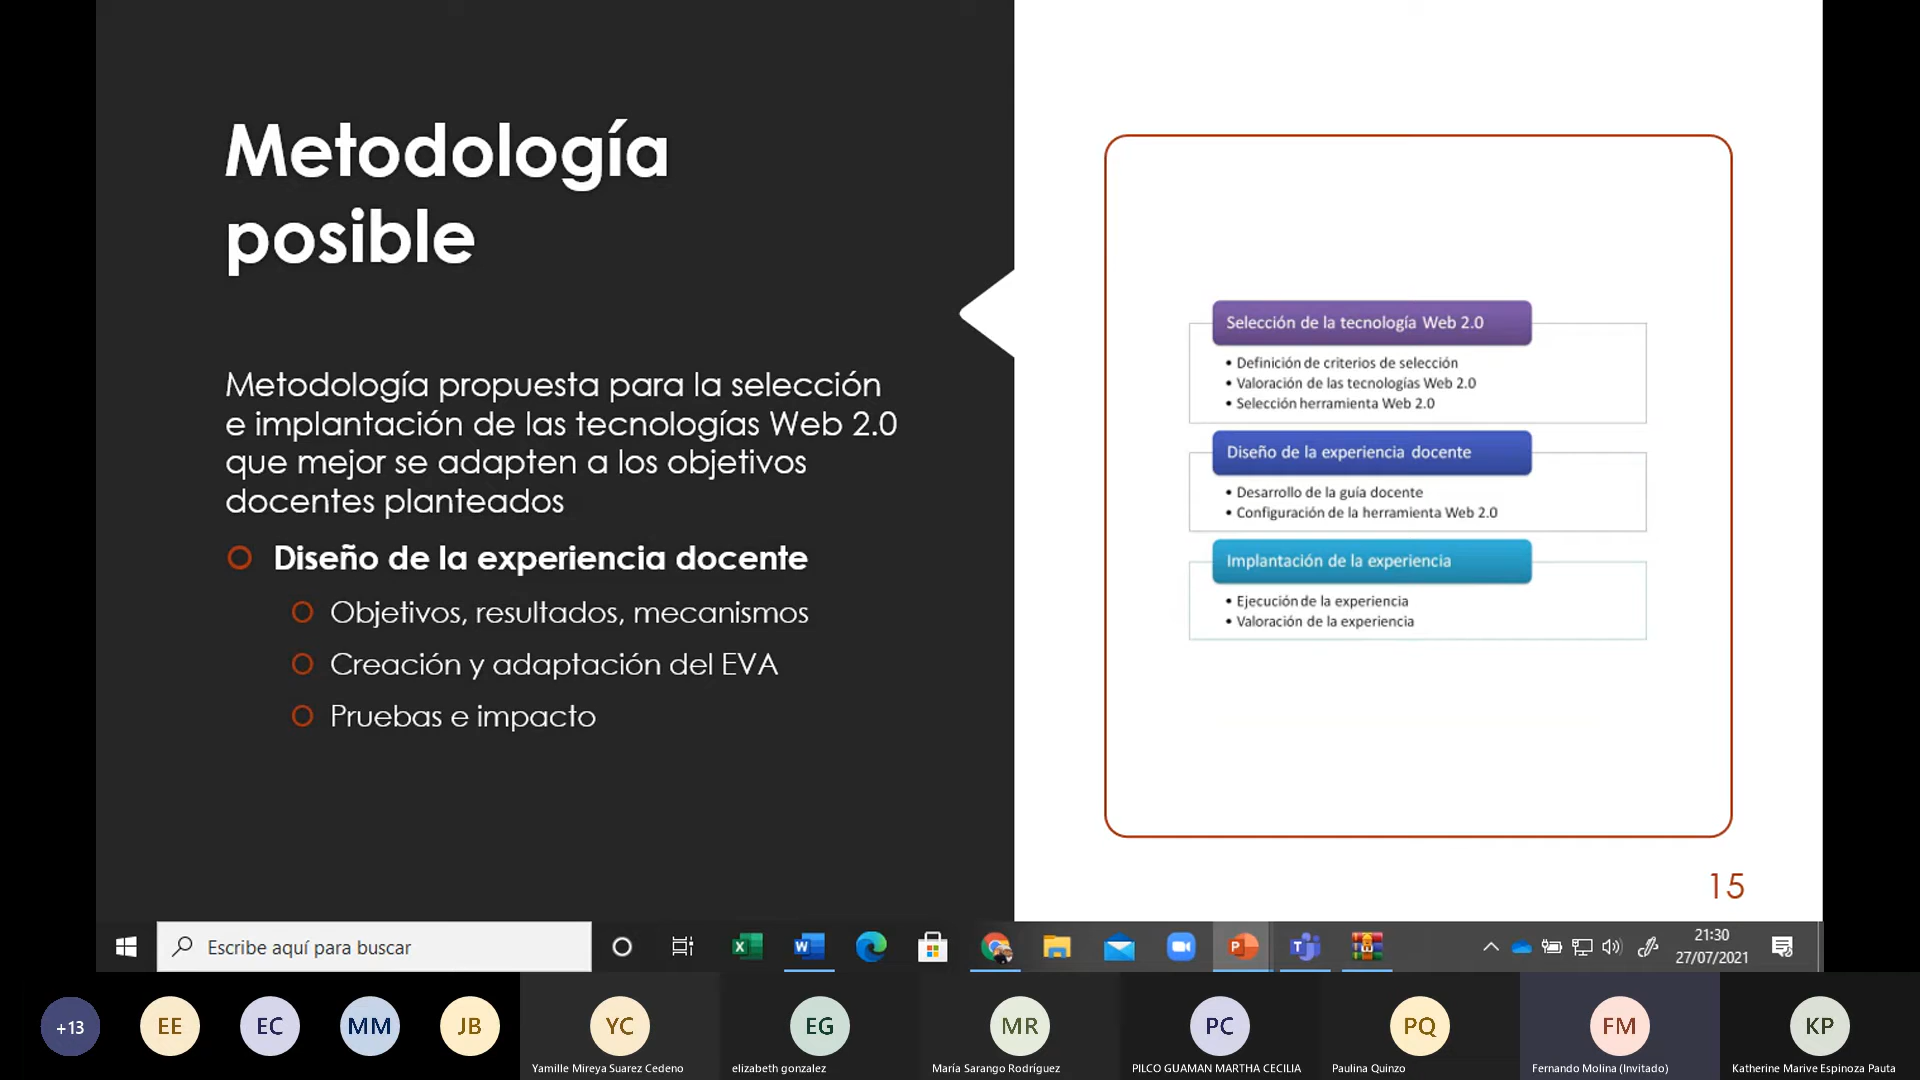 Metodología
posible
Metodología propuesta para la selección
e implantación de las tecnologías Web 2.0
que mejor se adapten a los objetivos
docentes planteados
Diseño de la experiencia docente
Objetivos, resultados, mecanismos
Creación y adaptación del EVA
Pruebas e impacto
Selección de la tecnología Web 2.0
• Definición de criterios de selección
• Valoración de las tecnologías Web 2.0
• Selección herramienta Web 2.0
Diseño de la experiencia docente
• Desarrollo de la guía docente
• Configuración de la herramienta Web 2.0
Implantación de la experiencia
• Ejecución de la experiencia
• Valoración de la experiencia
15
Escribe aquí para buscar
21:30
27/07/2021
+13
EE
EC
MM
JB
YC
EG
MR
PC
PQ
FM
KP
Yamille Mireya Suarez Cedeno
elizabeth gonzalez
María Sarango Rodríguez
PILCO GUAMAN MARTHA CECILIA
Paulina Quinzo
Fernando Molina (Invitado)
Katherine Marive Espinoza Pauta